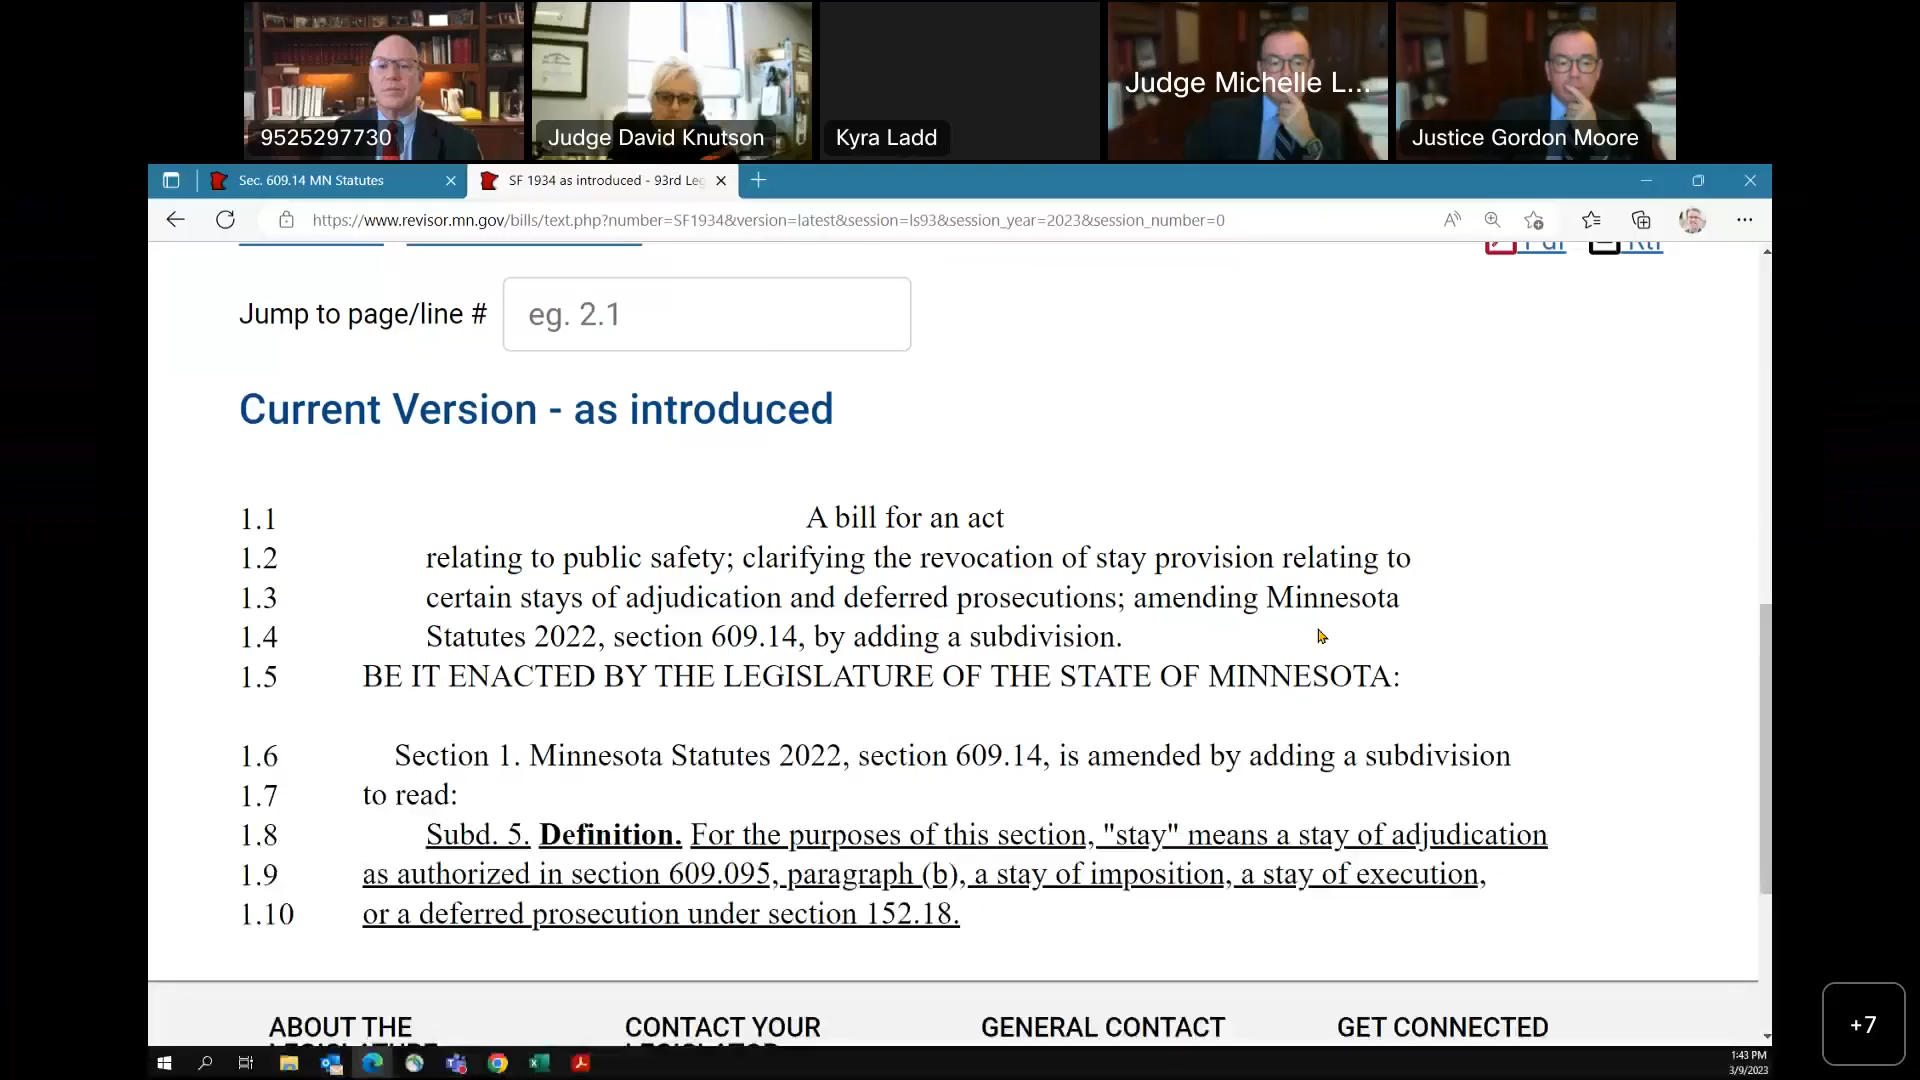 9525297730
Judge David Knutson
Kyra Ladd
Judge Michelle L...
Justice Gordon Moore
Sec. 609.14 MN Statutes
SF 1934 as introduced - 93rd Leg
https://www.revisor.mn.gov/bills/text.php?number=SF1934&version=latest&session=ls93&session_year=2023&session_number=0
Jump to page/line #
eg. 2.1
Current Version - as introduced
1.1 A bill for an act
1.2 relating to public safety; clarifying the revocation of stay provision relating to
1.3 certain stays of adjudication and deferred prosecutions; amending Minnesota
1.4 Statutes 2022, section 609.14, by adding a subdivision.
1.5 BE IT ENACTED BY THE LEGISLATURE OF THE STATE OF MINNESOTA:
1.6 Section 1. Minnesota Statutes 2022, section 609.14, is amended by adding a subdivision
1.7 to read:
1.8 Subd. 5. Definition. For the purposes of this section, "stay" means a stay of adjudication
1.9 as authorized in section 609.095, paragraph (b), a stay of imposition, a stay of execution,
1.10 or a deferred prosecution under section 152.18.
ABOUT THE
CONTACT YOUR
GENERAL CONTACT
GET CONNECTED
+7
1:43 PM
3/9/2023